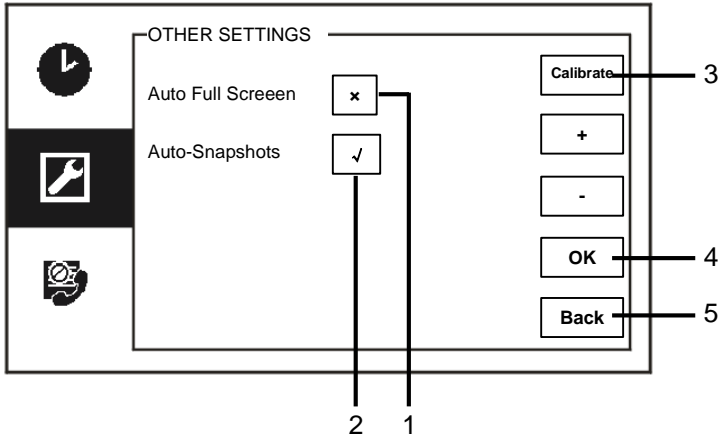 OTHER SETTINGS
Calibrate
3
Auto Full Screeen
×
+
Auto-Snapshots
√
-
OK
4
Back
5
2
1